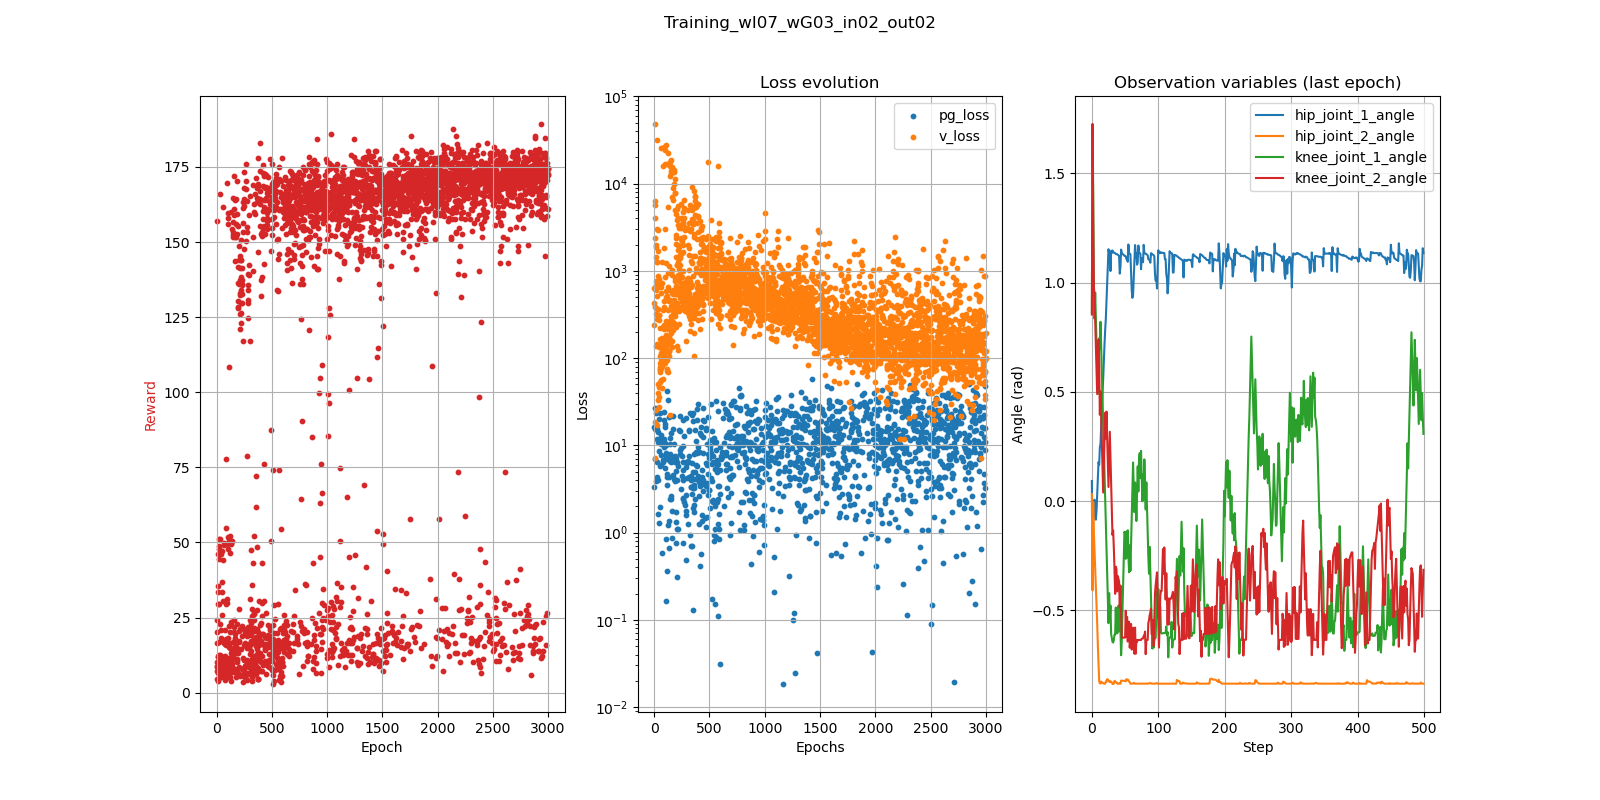 Training_wI07_wG03_in02_out02
Reward
175
150
125
100
75
50
25
0
0 500 1000 1500 2000 2500 3000
Epoch
Loss evolution
Loss
10^5
10^4
10^3
10^2
10^1
10^0
10^-1
10^-2
pg_loss
v_loss
0 500 1000 1500 2000 2500 3000
Epochs
Observation variables (last epoch)
Angle (rad)
1.5
1.0
0.5
0.0
−0.5
hip_joint_1_angle
hip_joint_2_angle
knee_joint_1_angle
knee_joint_2_angle
0 100 200 300 400 500
Step